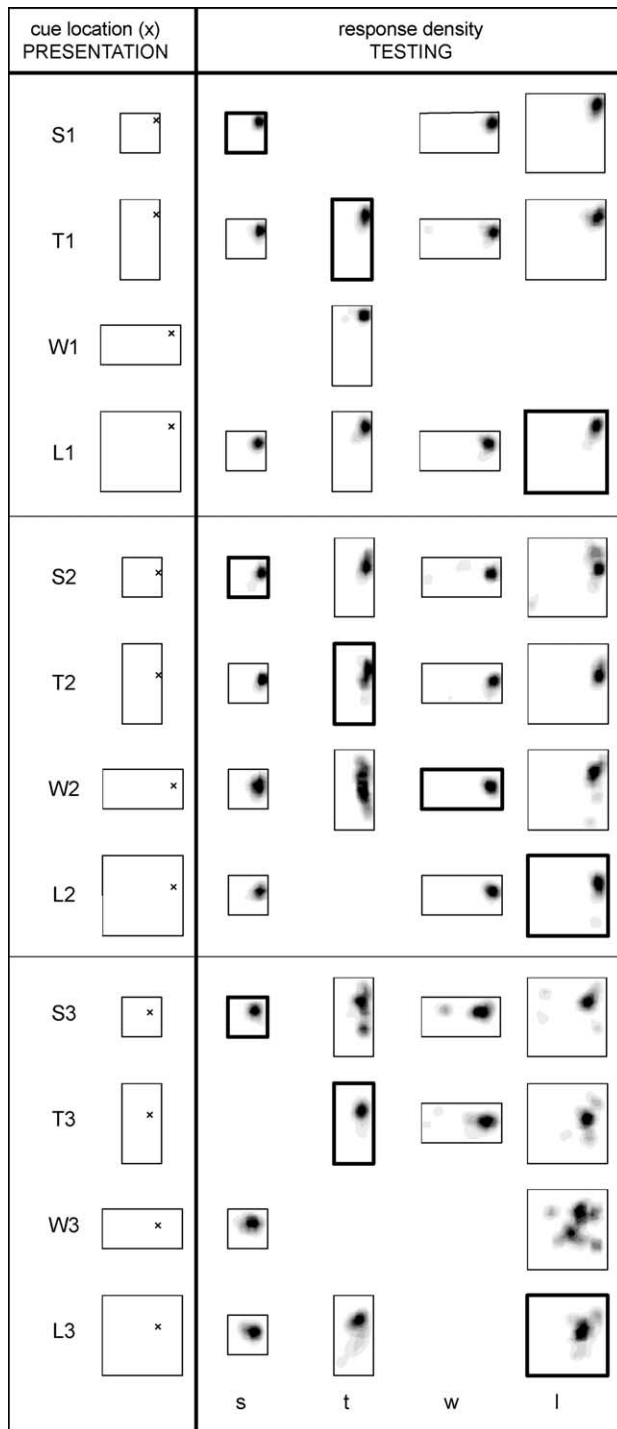 cue location (x)
PRESENTATION
response density
TESTING
S1
T1
W1
L1
S2
T2
W2
L2
S3
T3
W3
L3
s t w l